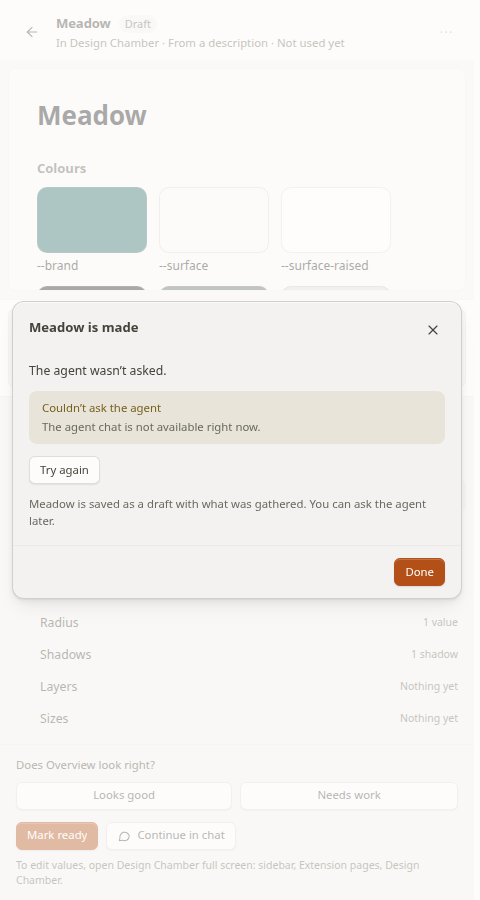 Meadow Draft
In Design Chamber · From a description · Not used yet
Meadow
Colours
--brand --surface --surface-raised
Meadow is made
The agent wasn't asked.
Couldn't ask the agent
The agent chat is not available right now.
Try again
Meadow is saved as a draft with what was gathered. You can ask the agent
later.
Done
Radius 1 value
Shadows 1 shadow
Layers Nothing yet
Sizes Nothing yet
Does Overview look right?
Looks good Needs work
Mark ready Continue in chat
To edit values, open Design Chamber full screen: sidebar, Extension pages, Design
Chamber.